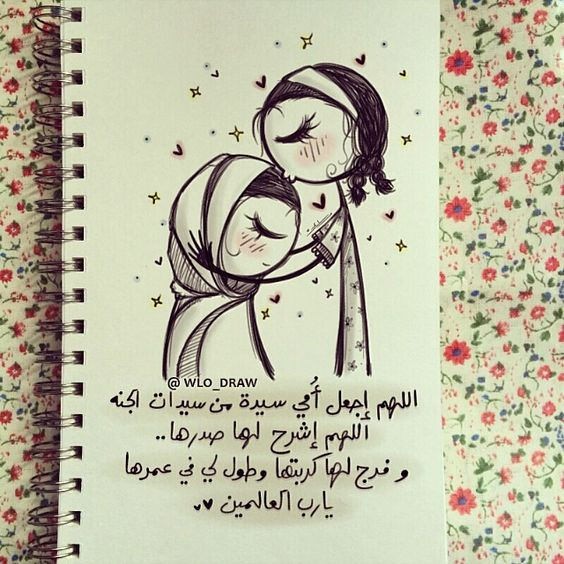 @ WLO_DRAW
اللهم إجعل أُمي سيدة من سيدات الجنه
اللهم إشرح لها صدرها..
و فرج لها كربتها وطول لي في عمرها
يارب العالمين